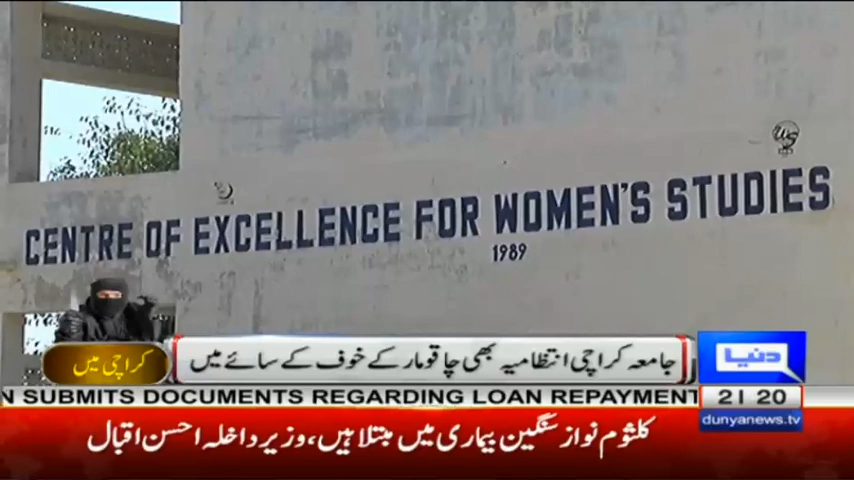 CENTRE OF EXCELLENCE FOR WOMEN'S STUDIES
1989
کراچی میں
جامعہ کراچی انتظامیہ بھی چاقومار کے خوف کے سائے میں
دنیا
N SUBMITS DOCUMENTS REGARDING LOAN REPAYMENT
21 20
dunyanews.tv
کلثوم نواز سنگین بیماری میں مبتلا ہیں، وزیر داخلہ احسن اقبال